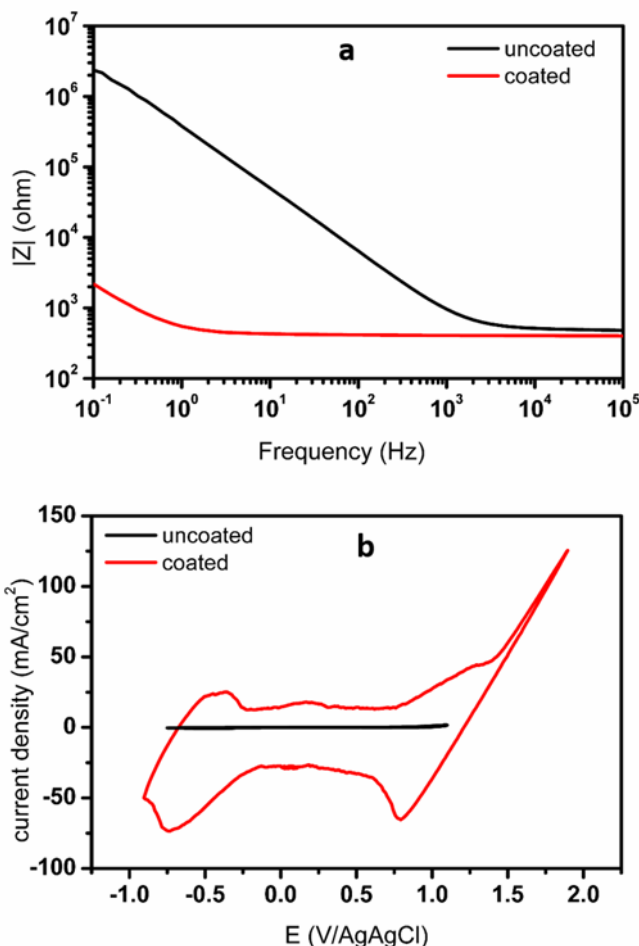 a
uncoated
coated
10⁷
10⁶
10⁵
10⁴
10³
10²
|Z| (ohm)
10⁻¹ 10⁰ 10¹ 10² 10³ 10⁴ 10⁵
Frequency (Hz)
b
uncoated
coated
150
100
50
0
-50
-100
current density (mA/cm²)
-1.0 -0.5 0.0 0.5 1.0 1.5 2.0
E (V/AgAgCl)